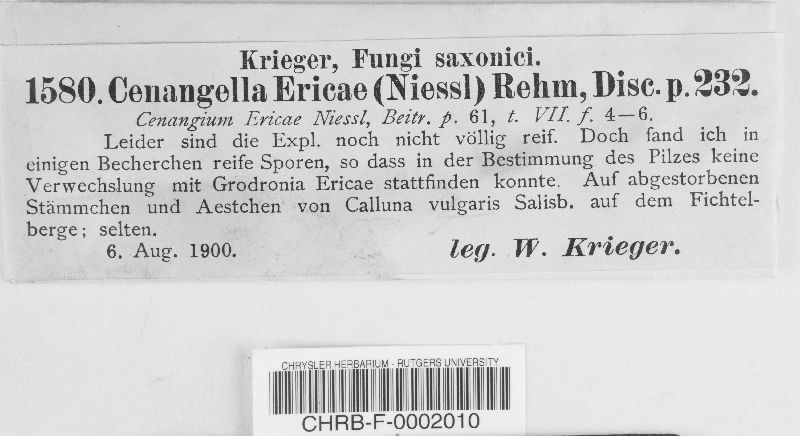 Krieger, Fungi saxonici.
1580. Cenangella Ericae (Niessl) Rehm, Disc. p. 232.
Cenangium Ericae Niessl, Beitr. p. 61, t. VII. f. 4—6.
Leider sind die Expl. noch nicht völlig reif. Doch fand ich in
einigen Becherchen reife Sporen, so dass in der Bestimmung des Pilzes keine
Verwechslung mit Grodronia Ericae stattfinden konnte. Auf abgestorbenen
Stämmchen und Aestchen von Calluna vulgaris Salisb. auf dem Fichtel-
berge; selten.
6. Aug. 1900. leg. W. Krieger.
CHRYSLER HERBARIUM - RUTGERS UNIVERSITY
CHRB-F-0002010